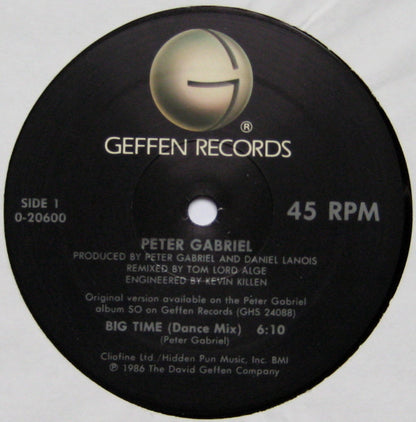 G
®
GEFFEN RECORDS
SIDE 1
0-20600
45 RPM
PETER GABRIEL
PRODUCED BY PETER GABRIEL AND DANIEL LANOIS
REMIXED BY TOM LORD ALGE
ENGINEERED BY KEVIN KILLEN
Original version available on the Peter Gabriel
album SO on Geffen Records (GHS 24088)
BIG TIME (Dance Mix) 6:10
(Peter Gabriel)
Cliofine Ltd./Hidden Pun Music, Inc. BMI
℗ 1986 The David Geffen Company